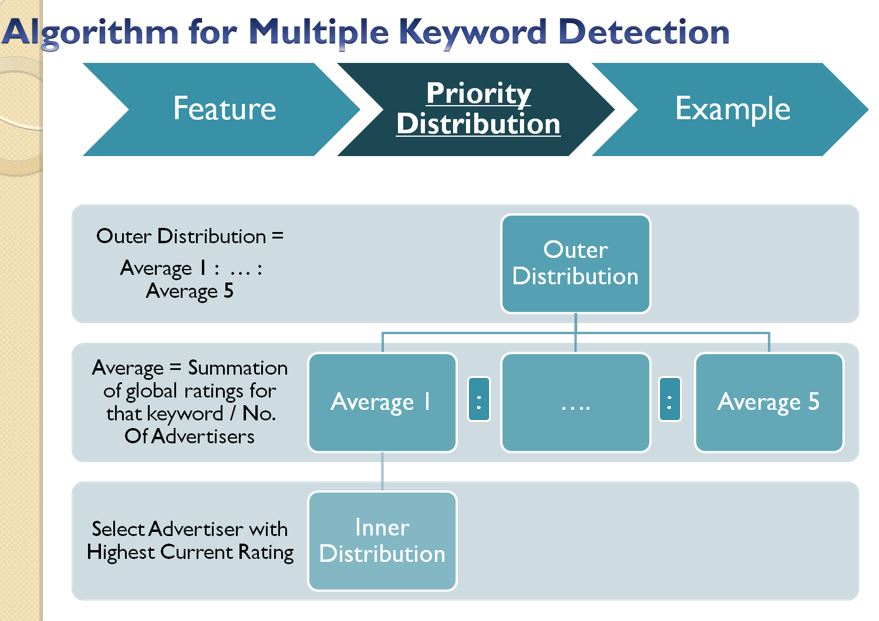 Algorithm for Multiple Keyword Detection
Feature
Priority
Distribution
Example
Outer Distribution =
Average 1 : … :
Average 5
Outer
Distribution
Average = Summation
of global ratings for
that keyword / No.
Of Advertisers
Average 1
:
….
:
Average 5
Select Advertiser with
Highest Current Rating
Inner
Distribution